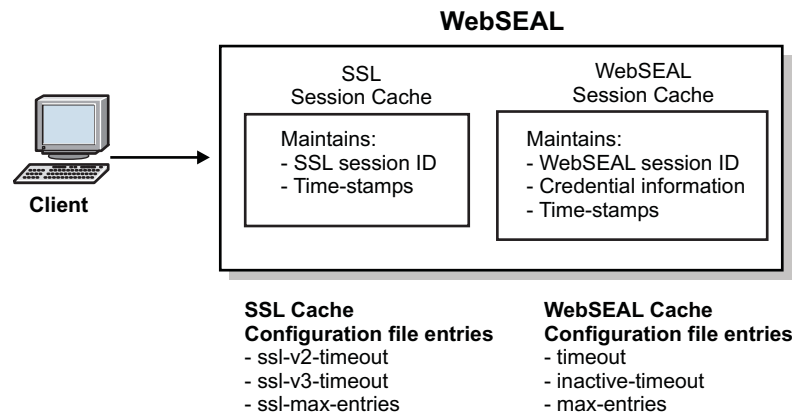 WebSEAL
SSL
Session Cache
Maintains:
- SSL session ID
- Time-stamps
WebSEAL
Session Cache
Maintains:
- WebSEAL session ID
- Credential information
- Time-stamps
Client
SSL Cache
Configuration file entries
- ssl-v2-timeout
- ssl-v3-timeout
- ssl-max-entries
WebSEAL Cache
Configuration file entries
- timeout
- inactive-timeout
- max-entries